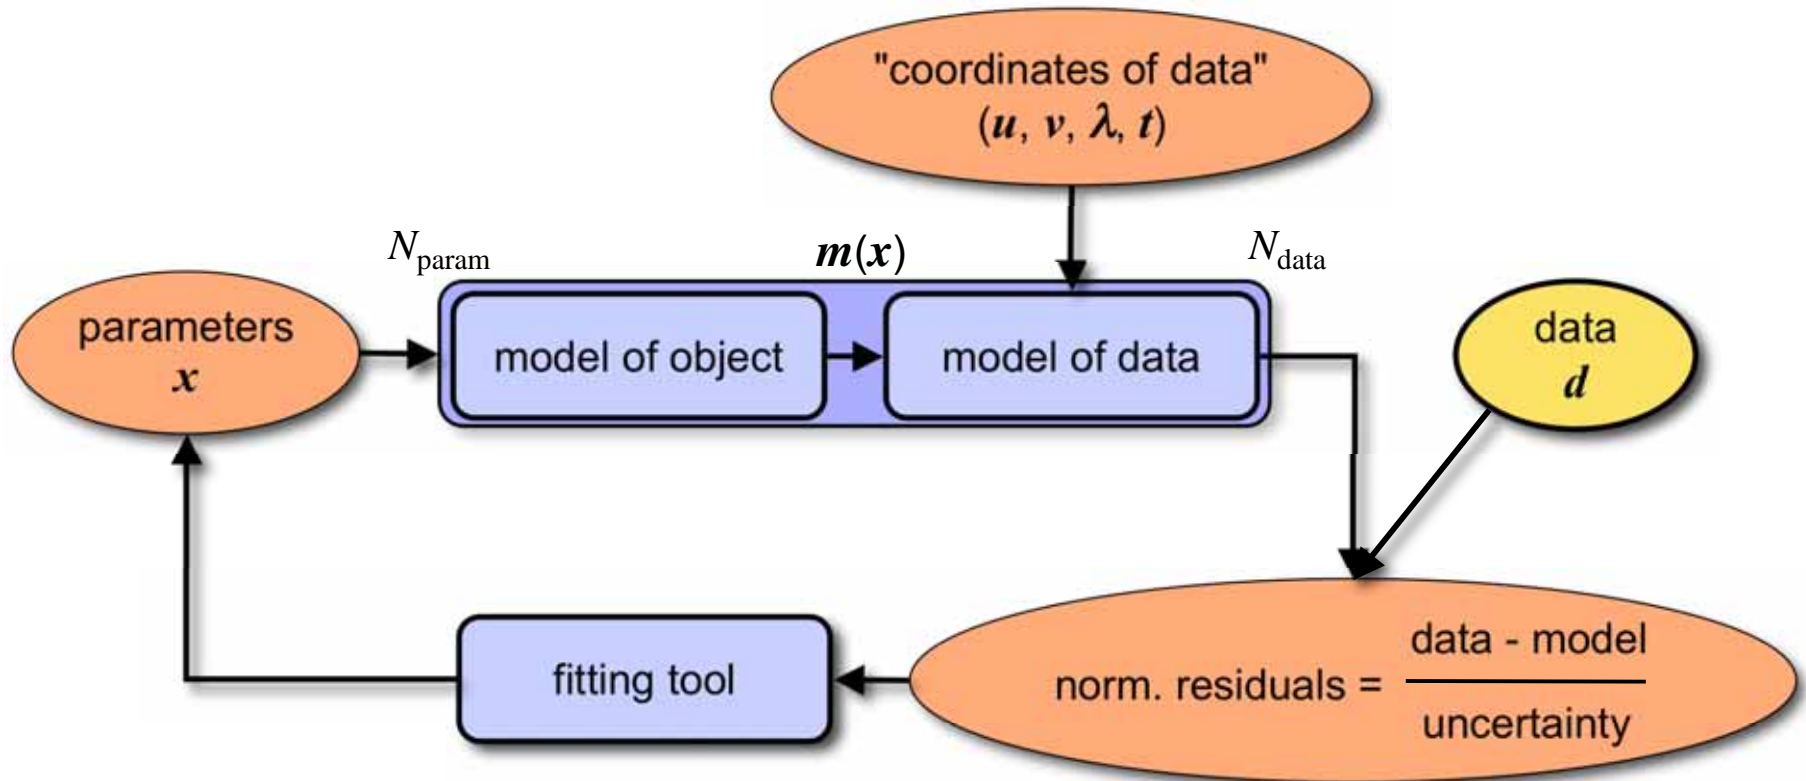 "coordinates of data"
(u, v, λ, t)
N_param
m(x)
N_data
parameters
x
model of object
model of data
data
d
fitting tool
norm. residuals =
data - model
uncertainty